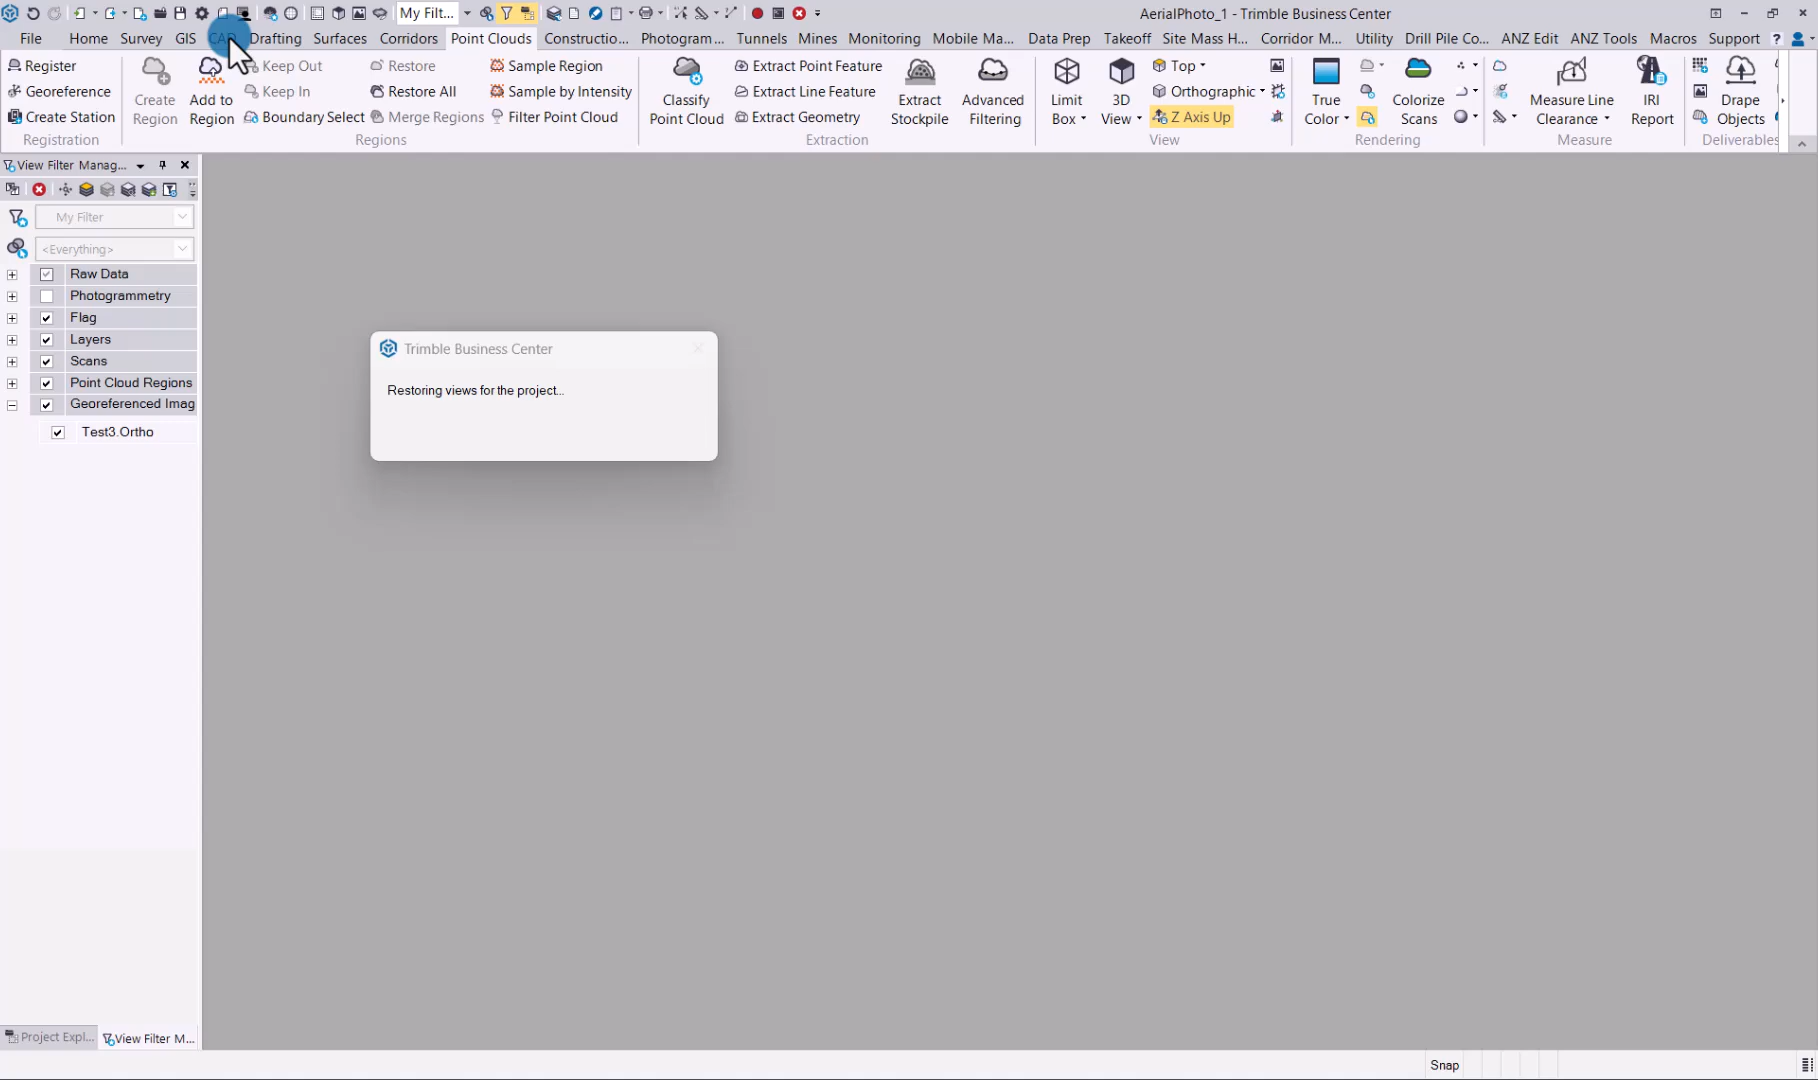 My Filt...
AerialPhoto_1 - Trimble Business Center
File Home Survey GIS CAD Drafting Surfaces Corridors Point Clouds Constructio... Photogram... Tunnels Mines Monitoring Mobile Ma... Data Prep Takeoff Site Mass H... Corridor M... Utility Drill Pile Co... ANZ Edit ANZ Tools Macros Support ?
Register
Georeference
Create Station
Registration
Create
Region
Add to
Region
Keep Out
Keep In
Boundary Select
Restore
Restore All
Merge Regions
Sample Region
Sample by Intensity
Filter Point Cloud
Regions
Classify
Point Cloud
Extract Point Feature
Extract Line Feature
Extract Geometry
Extract
Stockpile
Advanced
Filtering
Extraction
Limit
Box
3D
View
Top
Orthographic
Z Axis Up
View
True
Color
Colorize
Scans
Rendering
Measure Line
Clearance
IRI
Report
Measure
Drape
Objects
Deliverables
View Filter Manag...
My Filter
<Everything>
Raw Data
Photogrammetry
Flag
Layers
Scans
Point Cloud Regions
Georeferenced Imag
Test3.Ortho
Trimble Business Center
Restoring views for the project...
Project Expl...
View Filter M...
Snap